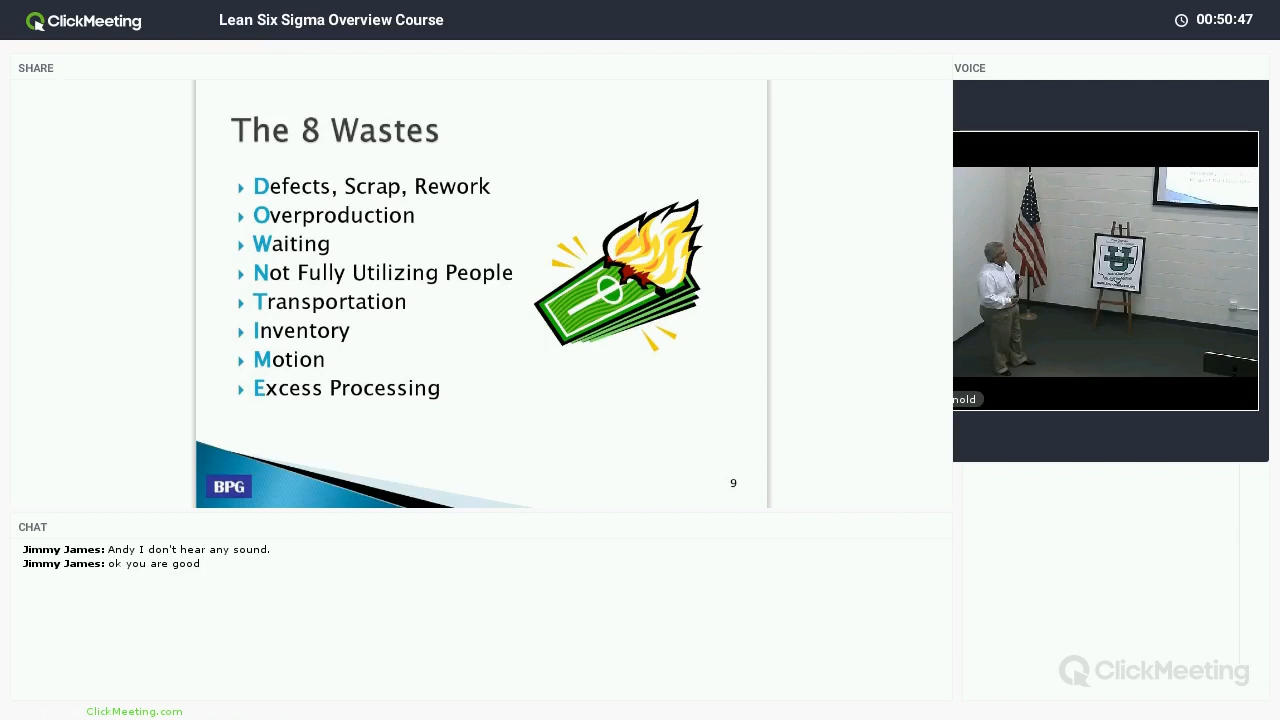 ClickMeeting
Lean Six Sigma Overview Course
00:50:47
SHARE
VOICE
The 8 Wastes
Defects, Scrap, Rework
Overproduction
Waiting
Not Fully Utilizing People
Transportation
Inventory
Motion
Excess Processing
BPG
9
nold
CHAT
Jimmy James: Andy I don't hear any sound.
Jimmy James: ok you are good
ClickMeeting
ClickMeeting.com